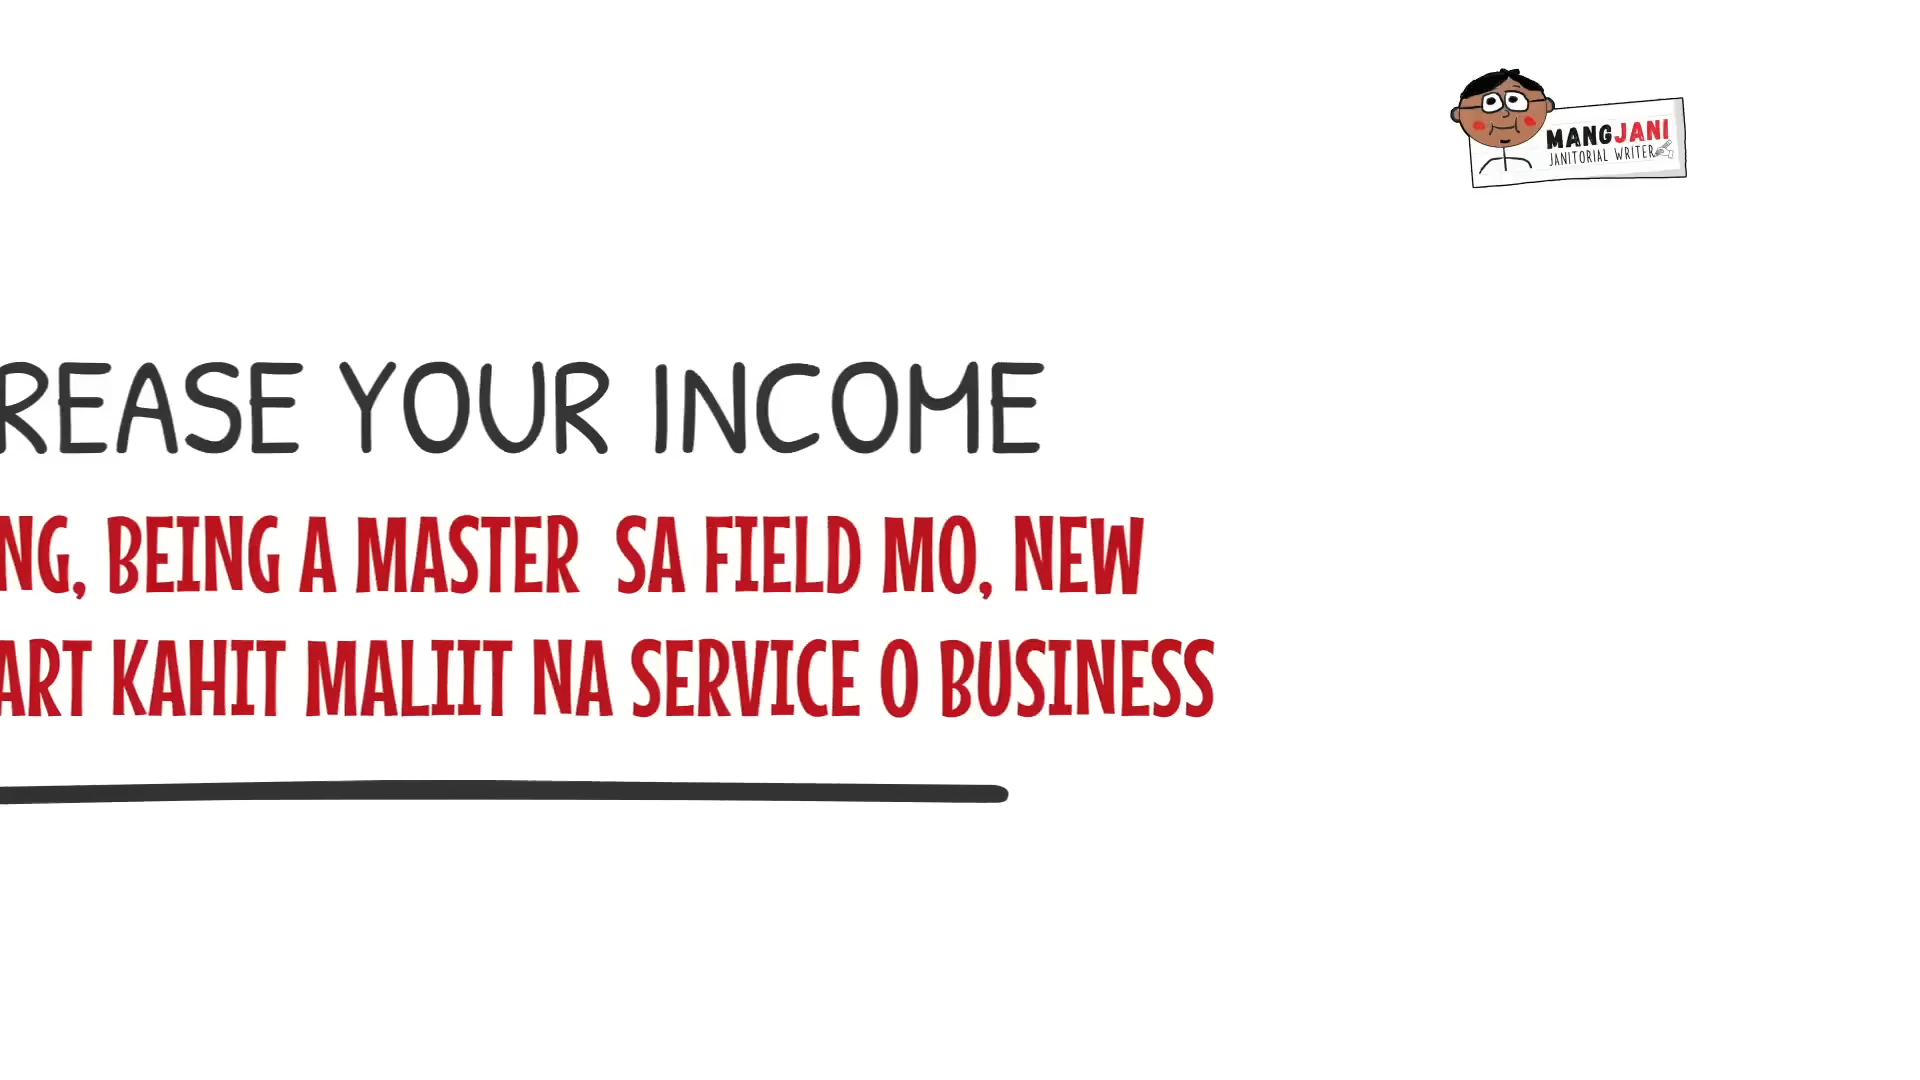 MANGJANI
JANITORIAL WRITER
REASE YOUR INCOME
NG, BEING A MASTER SA FIELD MO, NEW
ART KAHIT MALIIT NA SERVICE O BUSINESS